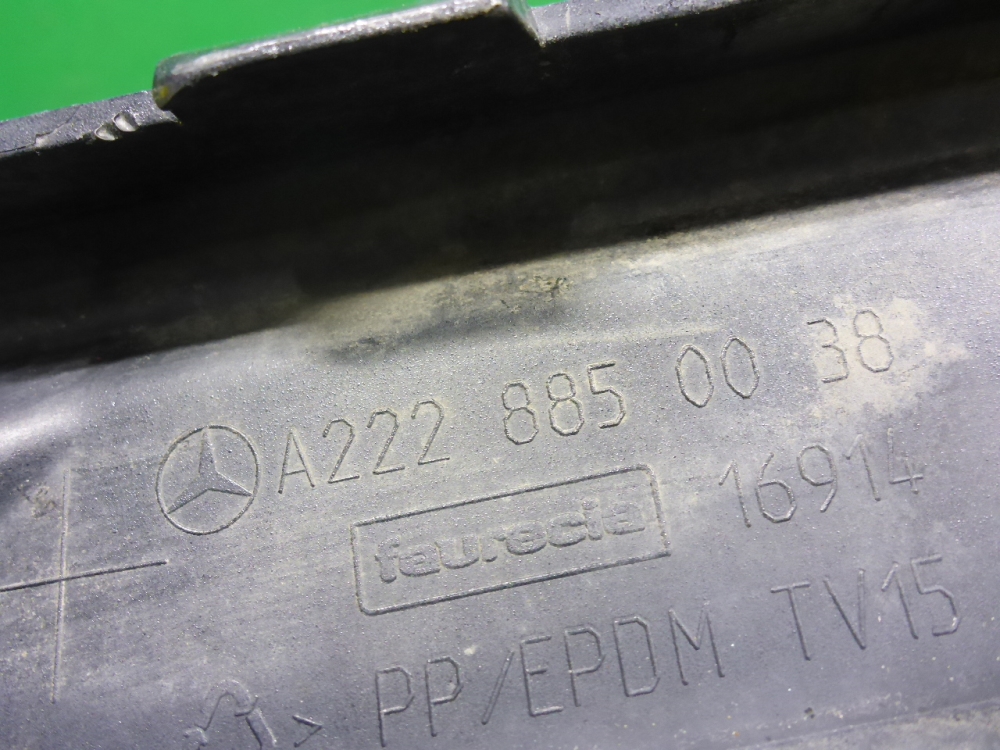 A222 885 00 38
faurecia 16914
> PP/EPDM TV15